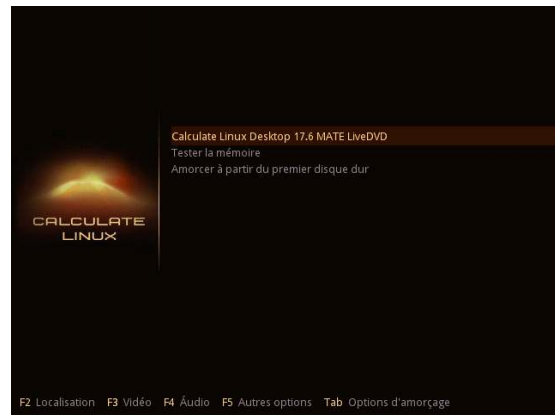 Calculate Linux Desktop 17.6 MATE LiveDVD
Tester la mémoire
Amorcer à partir du premier disque dur
CALCULATE
LINUX
F2 Localisation F3 Vidéo F4 Áudio F5 Autres options Tab Options d'amorçage